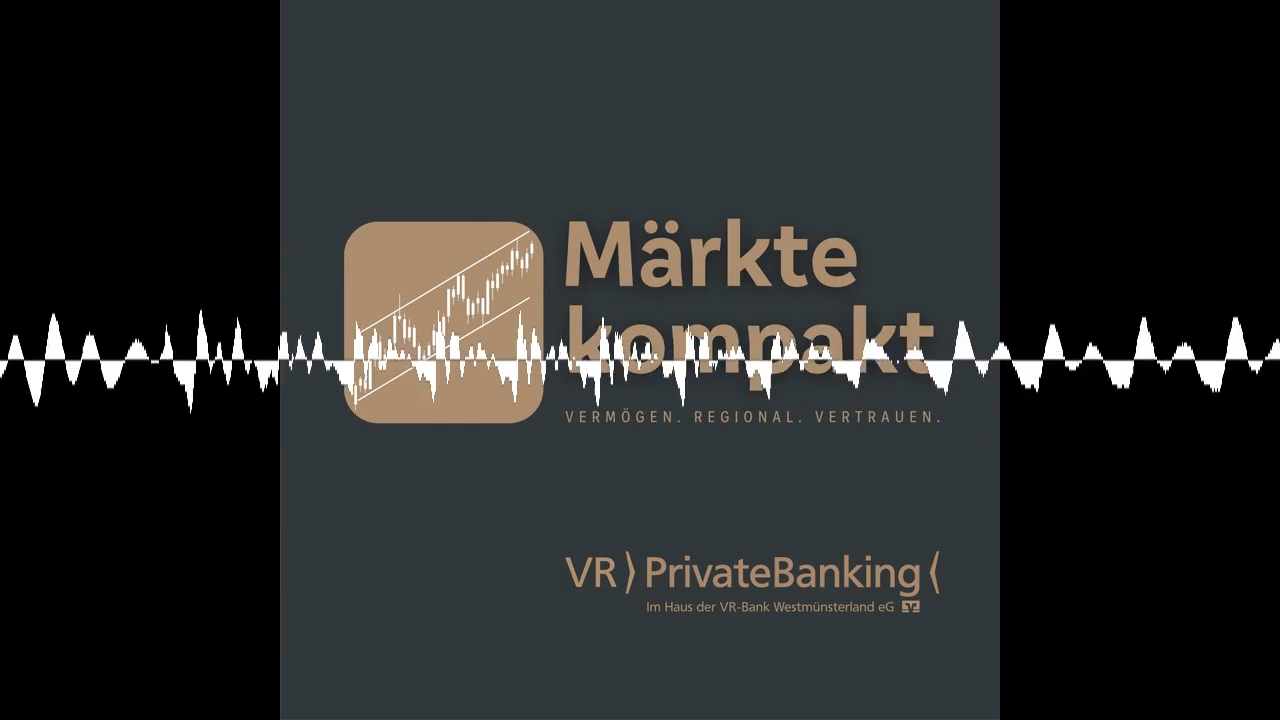 Märkte
kompakt
VERMÖGEN. REGIONAL. VERTRAUEN.
VR PrivateBanking
Im Haus der VR-Bank Westmünsterland eG